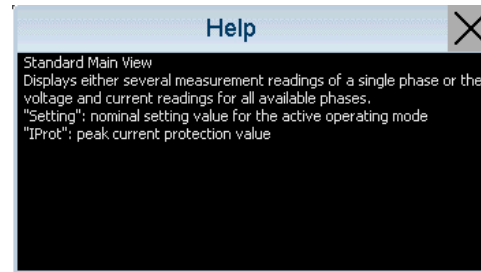 Help
Standard Main View
Displays either several measurement readings of a single phase or the
voltage and current readings for all available phases.
"Setting": nominal setting value for the active operating mode
"IProt": peak current protection value